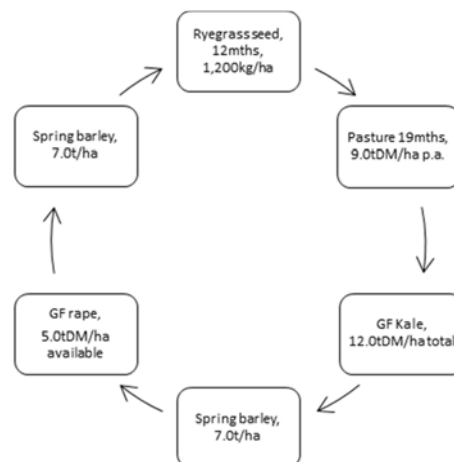 Ryegrass seed,
12mths,
1,200kg/ha
Pasture 19mths,
9.0tDM/ha p.a.
GF Kale,
12.0tDM/ha total
Spring barley,
7.0t/ha
GF rape,
5.0tDM/ha
available
Spring barley,
7.0t/ha